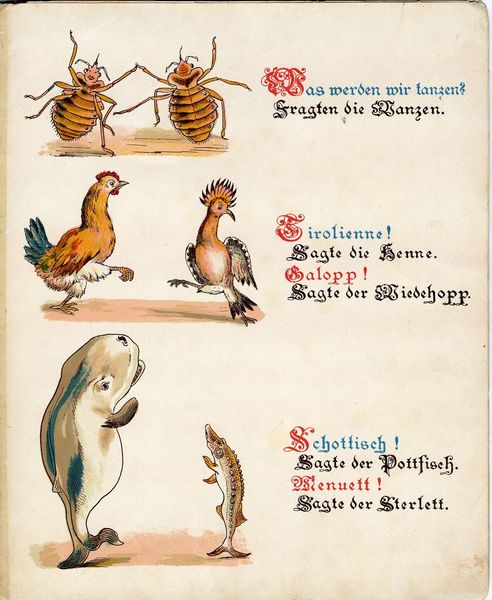 Was werden wir tanzen?
Fragten die Wanzen.
Tirolienne!
Sagte die Henne.
Galopp!
Sagte der Wiedehopp.
Schottisch!
Sagte der Pottfisch.
Menuett!
Sagte der Sterlett.